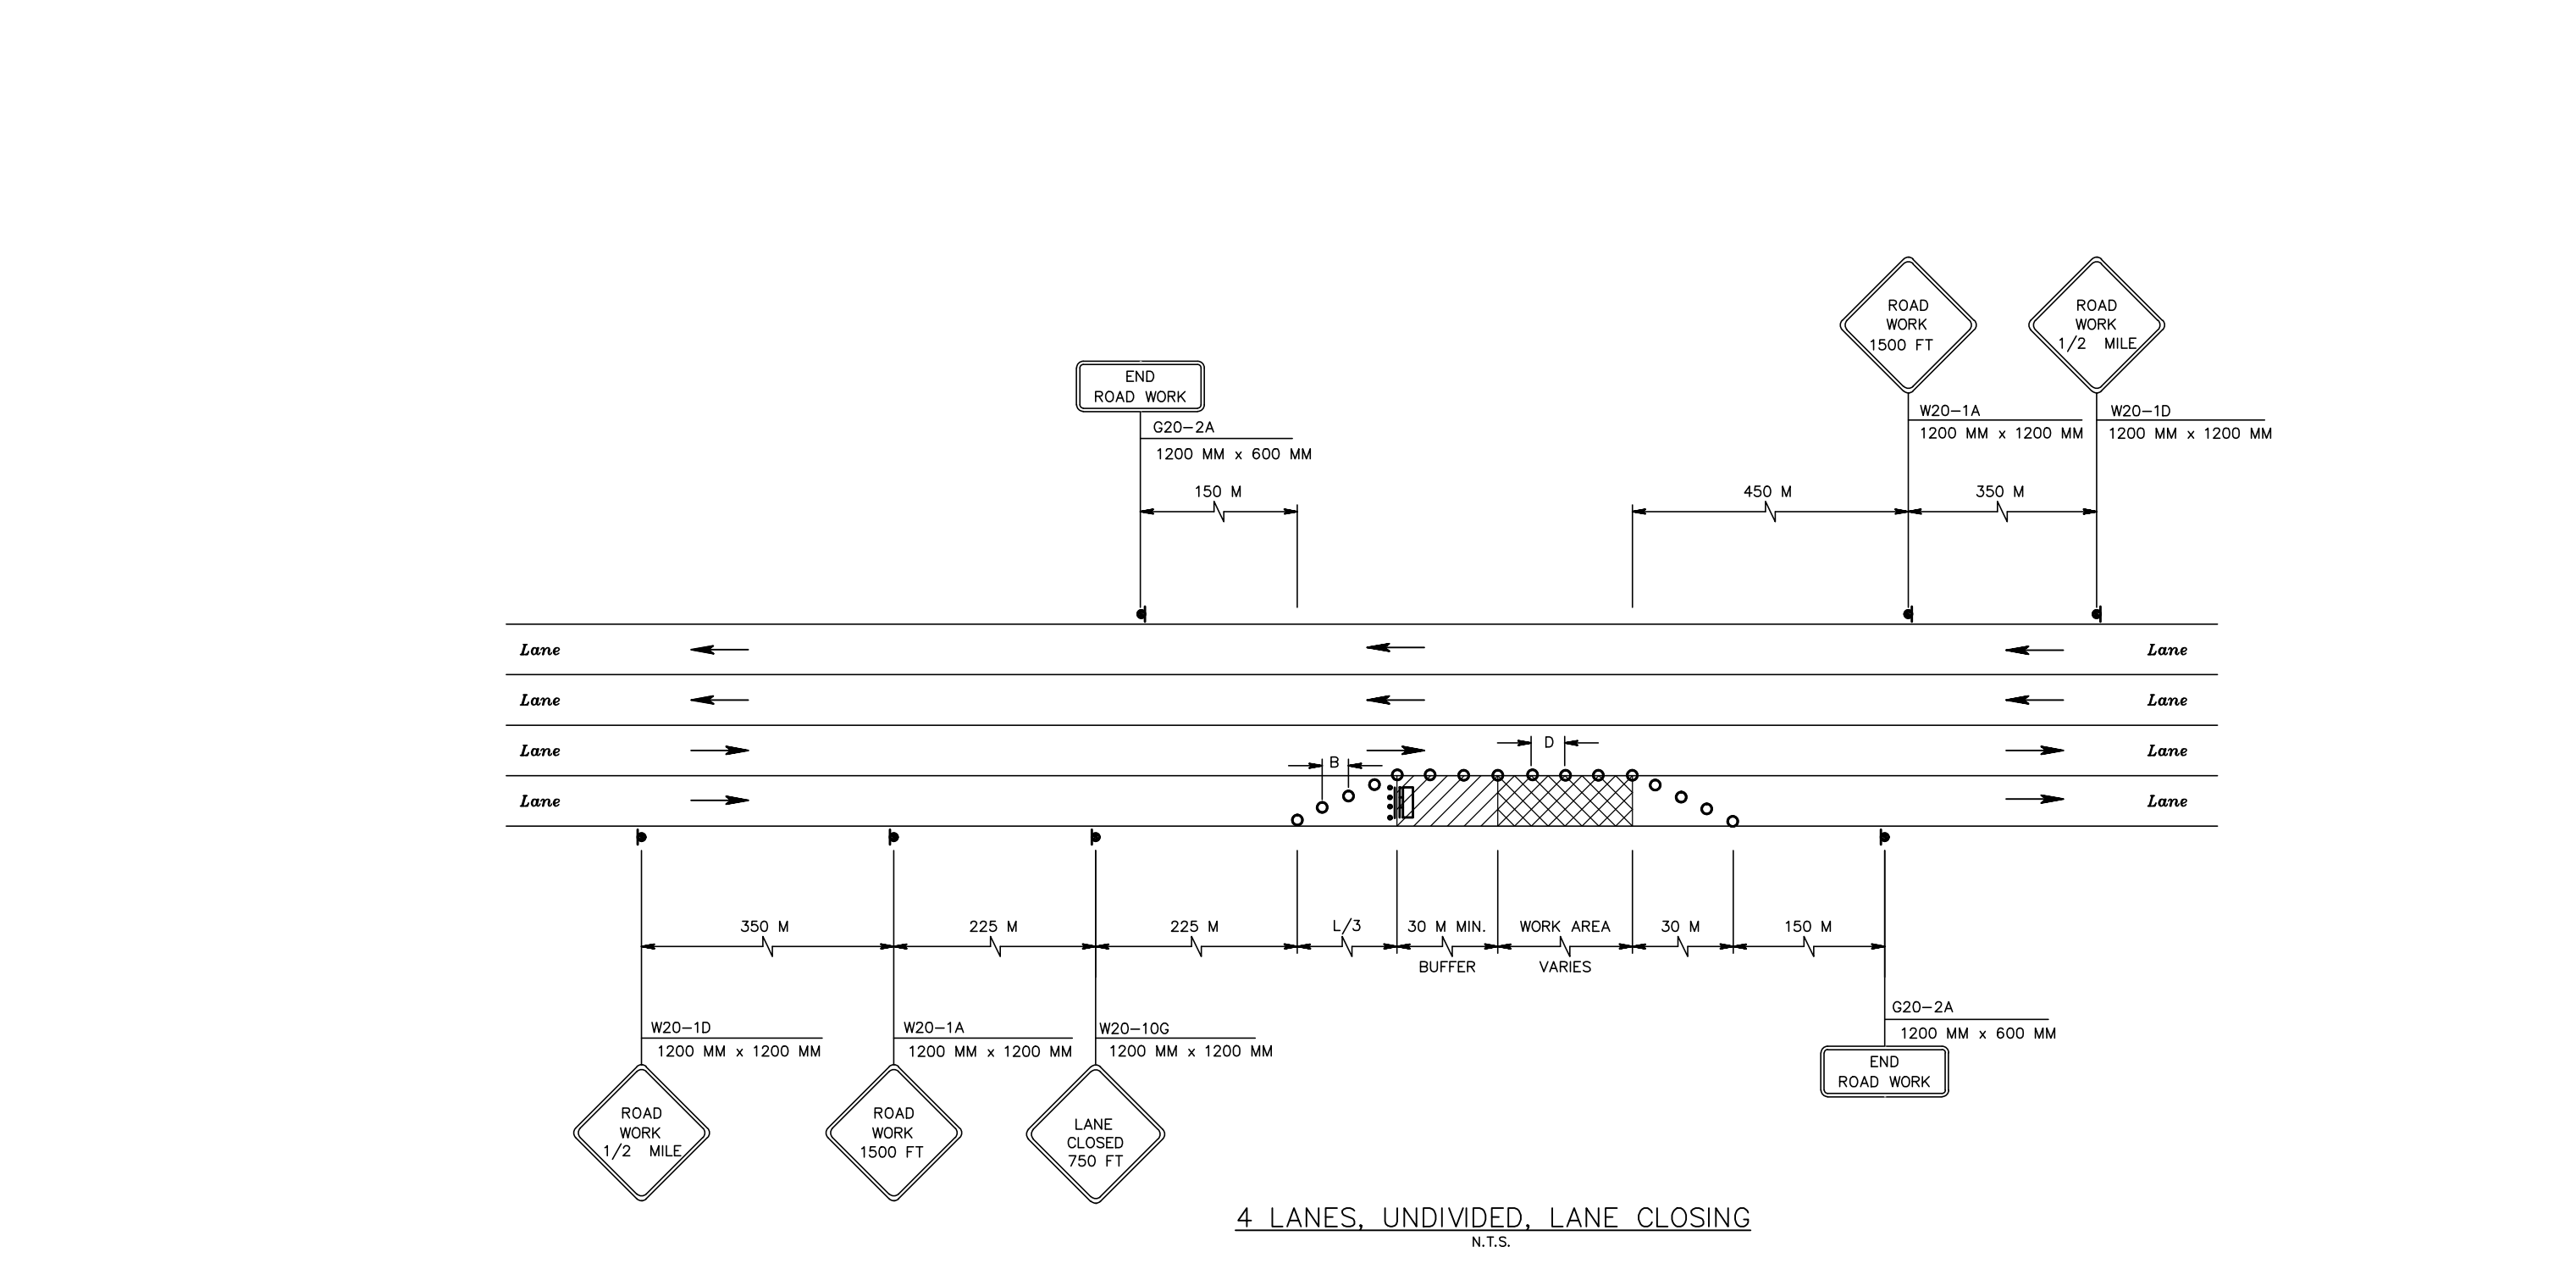 ROAD
WORK
1500 FT
ROAD
WORK
1/2 MILE
END
ROAD WORK
W20-1A
1200 MM x 1200 MM
W20-1D
1200 MM x 1200 MM
G20-2A
1200 MM x 600 MM
150 M
450 M
350 M
Lane
Lane
Lane
Lane
Lane
Lane
D
B
Lane
Lane
350 M
225 M
225 M
L/3
30 M MIN.
BUFFER
WORK AREA
VARIES
30 M
150 M
G20-2A
1200 MM x 600 MM
END
ROAD WORK
W20-1D
1200 MM x 1200 MM
W20-1A
1200 MM x 1200 MM
W20-10G
1200 MM x 1200 MM
ROAD
WORK
1/2 MILE
ROAD
WORK
1500 FT
LANE
CLOSED
750 FT
4 LANES, UNDIVIDED, LANE CLOSING
N.T.S.